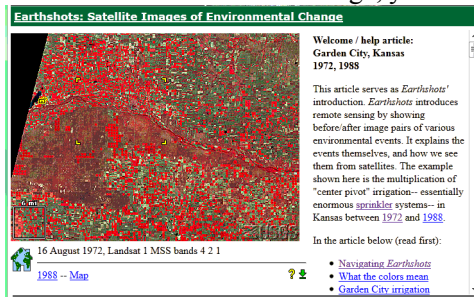 Earthshots: Satellite Images of Environmental Change
Welcome / help article:
Garden City, Kansas
1972, 1988
This article serves as Earthshots'
introduction. Earthshots introduces
remote sensing by showing
before/after image pairs of various
environmental events. It explains the
events themselves, and how we see
them from satellites. The example
shown here is the multiplication of
"center pivot" irrigation-- essentially
enormous sprinkler systems-- in
Kansas between 1972 and 1988.
In the article below (read first):
Navigating Earthshots
What the colors mean
Garden City irrigation
6 mi
USGS
16 August 1972, Landsat 1 MSS bands 4 2 1
1988 -- Map